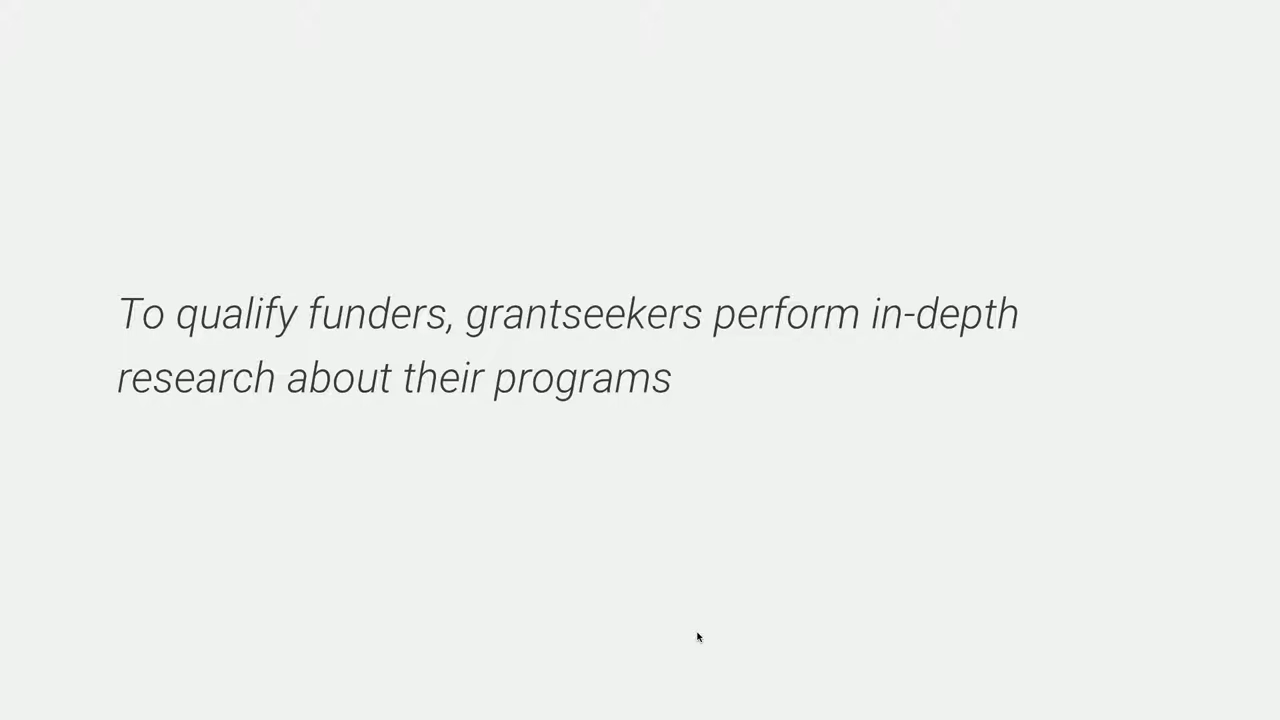 To qualify funders, grantseekers perform in-depth
research about their programs